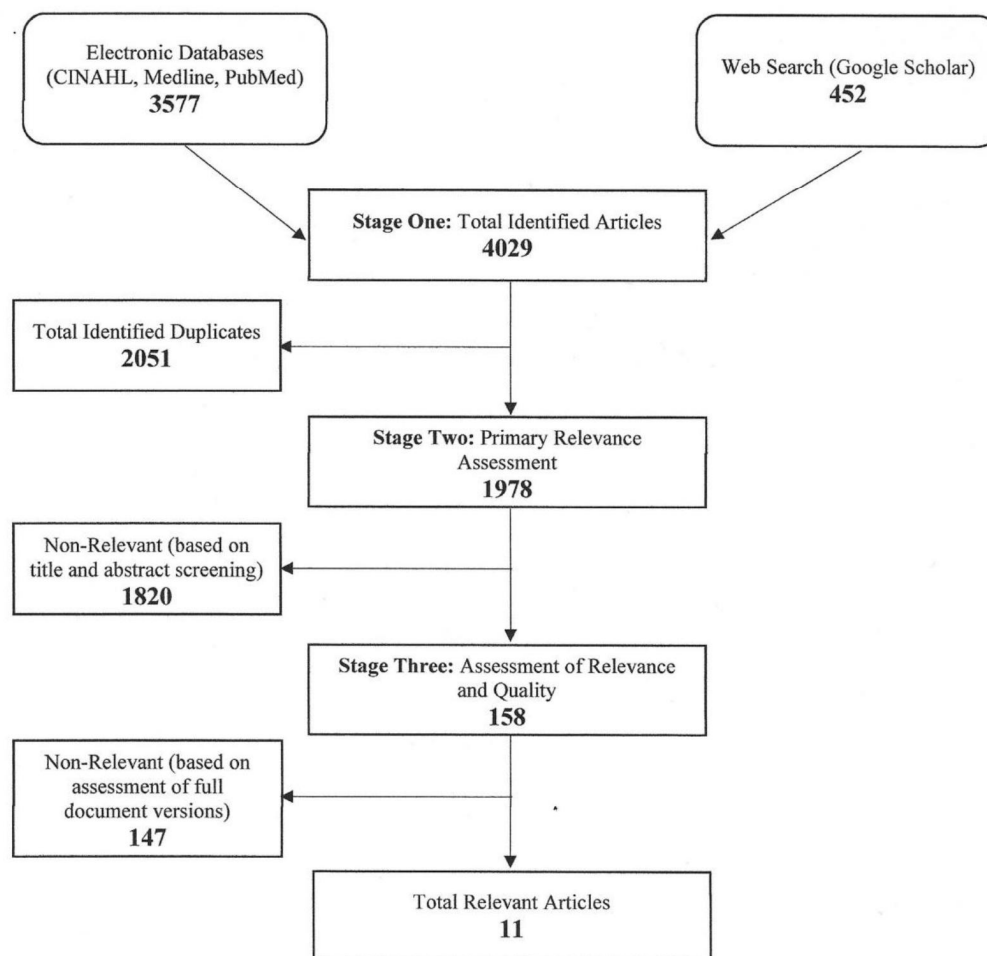 Electronic Databases
(CINAHL, Medline, PubMed)
3577
Web Search (Google Scholar)
452
Stage One: Total Identified Articles
4029
Total Identified Duplicates
2051
Stage Two: Primary Relevance
Assessment
1978
Non-Relevant (based on
title and abstract screening)
1820
Stage Three: Assessment of Relevance
and Quality
158
Non-Relevant (based on
assessment of full
document versions)
147
Total Relevant Articles
11